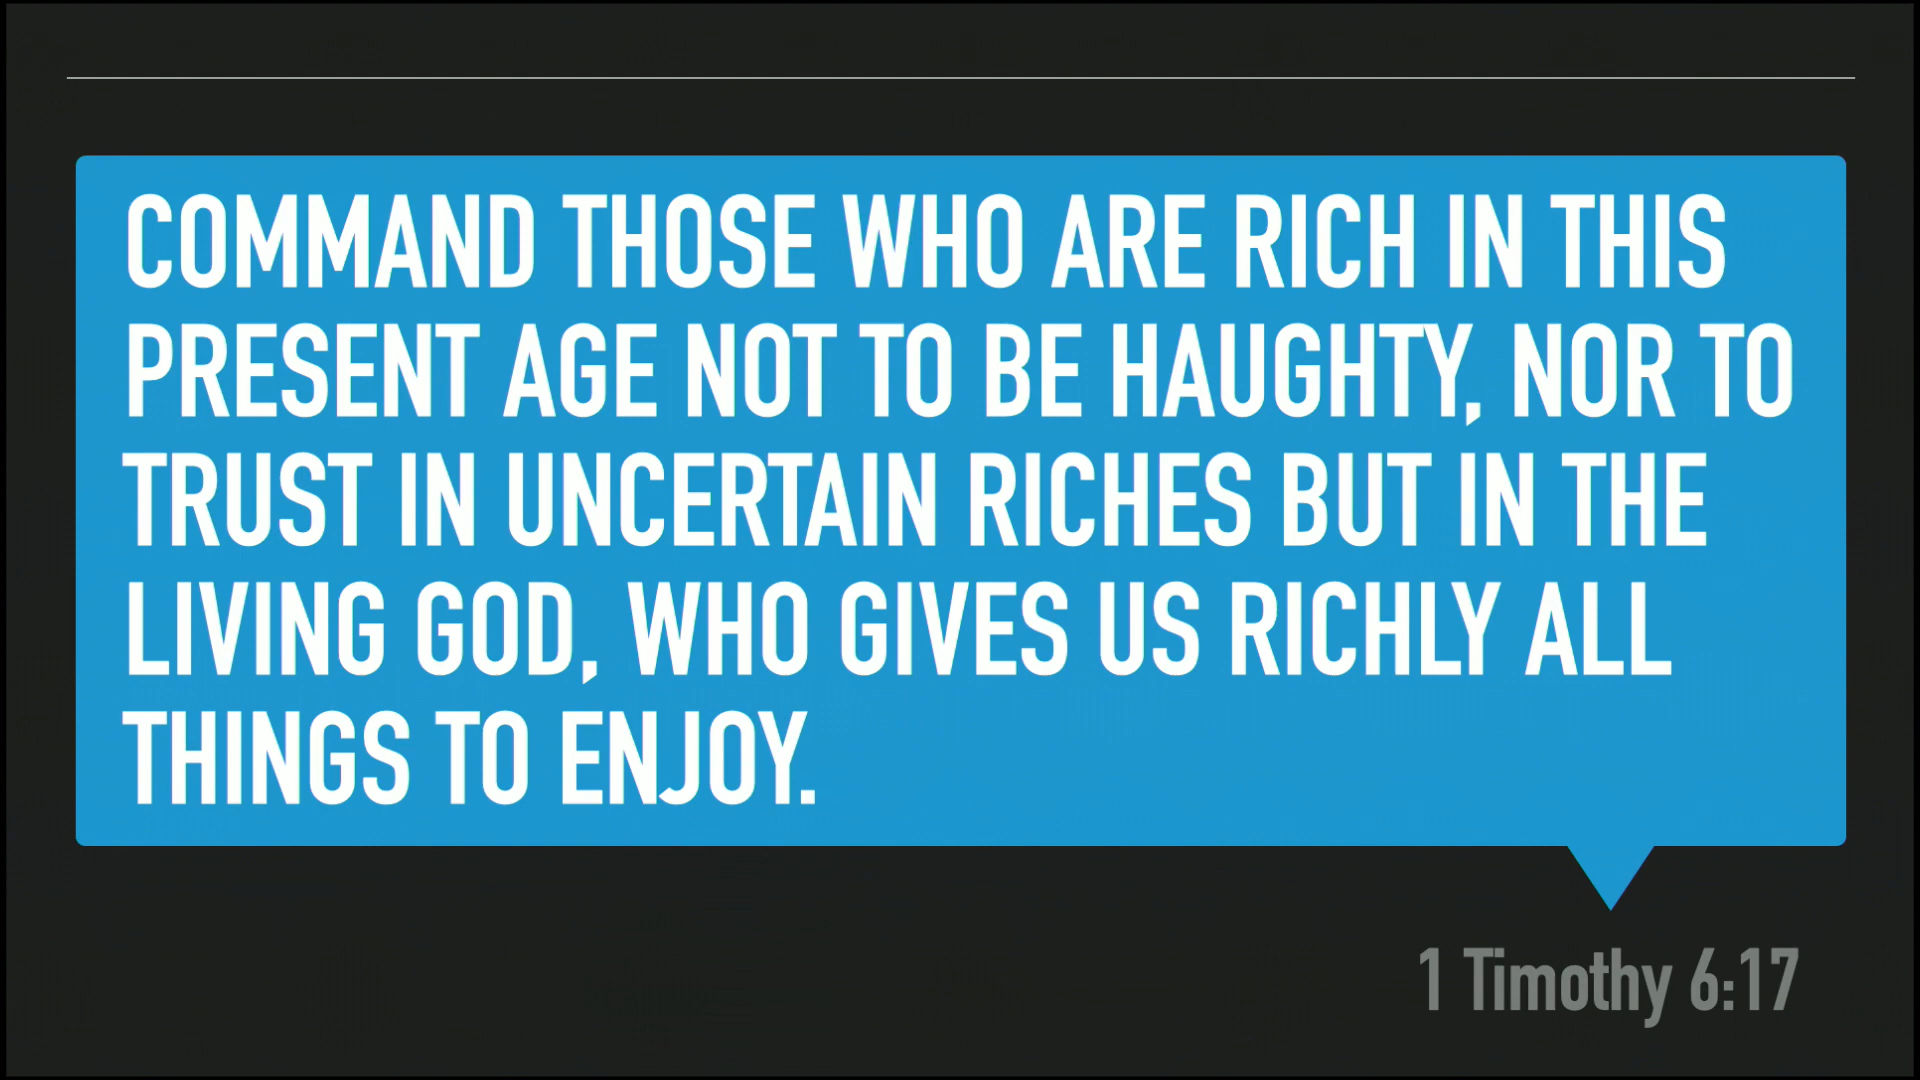 COMMAND THOSE WHO ARE RICH IN THIS
PRESENT AGE NOT TO BE HAUGHTY, NOR TO
TRUST IN UNCERTAIN RICHES BUT IN THE
LIVING GOD, WHO GIVES US RICHLY ALL
THINGS TO ENJOY.
1 Timothy 6:17